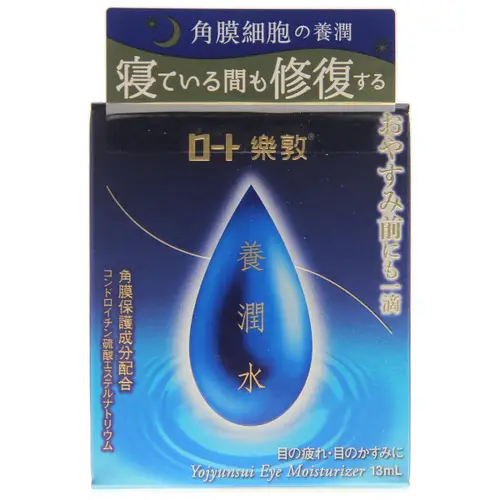 角膜細胞の養潤
寝ている間も修復する
ロート 樂敦®
おやすみ前にも一滴
養潤水
角膜保護成分配合
コンドロイチン硫酸エステルナトリウム
目の疲れ・目のかすみに
Yojyunsui Eye Moisturizer 13mL